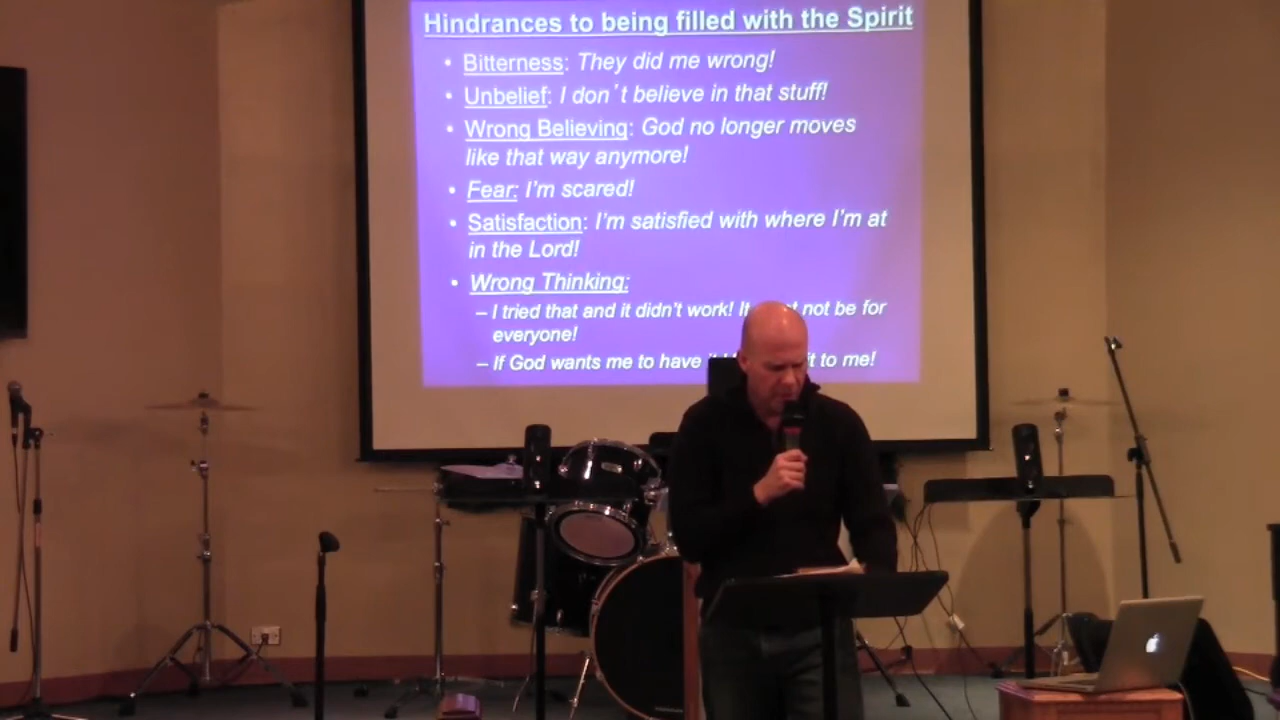 Hindrances to being filled with the Spirit
• Bitterness: They did me wrong!
• Unbelief: I don't believe in that stuff!
• Wrong Believing: God no longer moves
like that way anymore!
• Fear: I'm scared!
• Satisfaction: I'm satisfied with where I'm at
in the Lord!
• Wrong Thinking:
– I tried that and it didn't work! It not be for
everyone!
– If God wants me to have it to me!